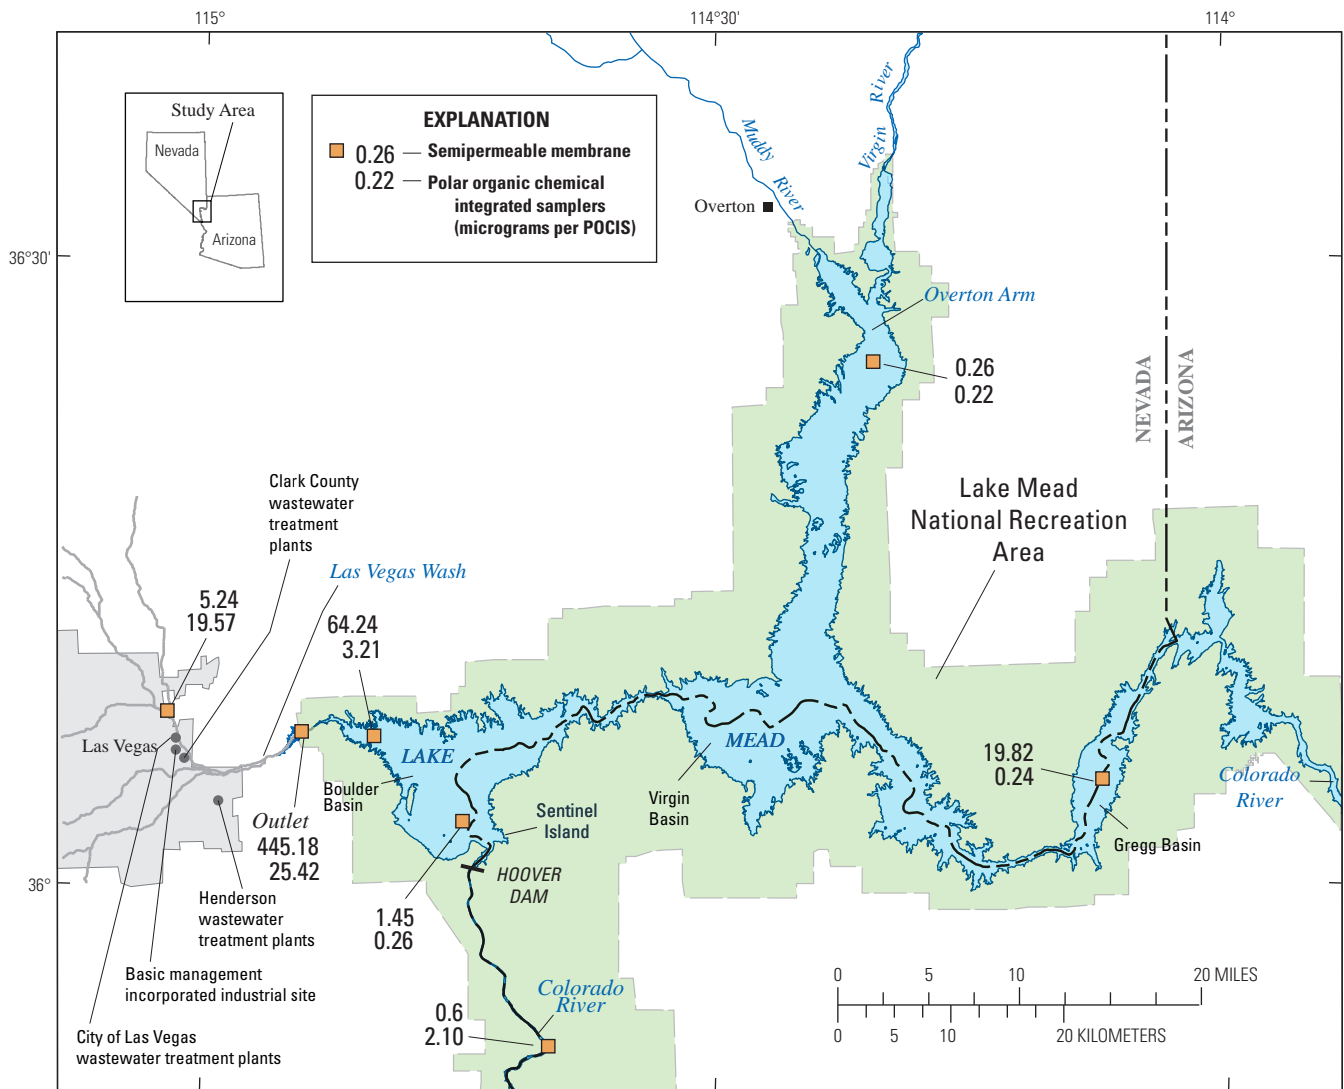 115°
114°30'
114°
Study Area
Nevada
Arizona
EXPLANATION
0.26
Semipermeable membrane
0.22
Polar organic chemical
integrated samplers
(micrograms per POCIS)
Muddy
River
Virgin
River
Overton
36°30'
Overton Arm
0.26
0.22
NEVADA
ARIZONA
Lake Mead
National Recreation
Area
Clark County
wastewater
treatment
plants
Las Vegas Wash
5.24
19.57
64.24
3.21
Las Vegas
LAKE
MEAD
Boulder
Basin
Virgin
Basin
19.82
0.24
Colorado
River
Gregg Basin
Sentinel
Island
Outlet
445.18
25.42
HOOVER
DAM
36°
Henderson
wastewater
treatment plants
1.45
0.26
Basic management
incorporated industrial site
City of Las Vegas
wastewater treatment plants
Colorado
River
0.6
2.10
0 5 10 20 MILES
0 5 10 20 KILOMETERS